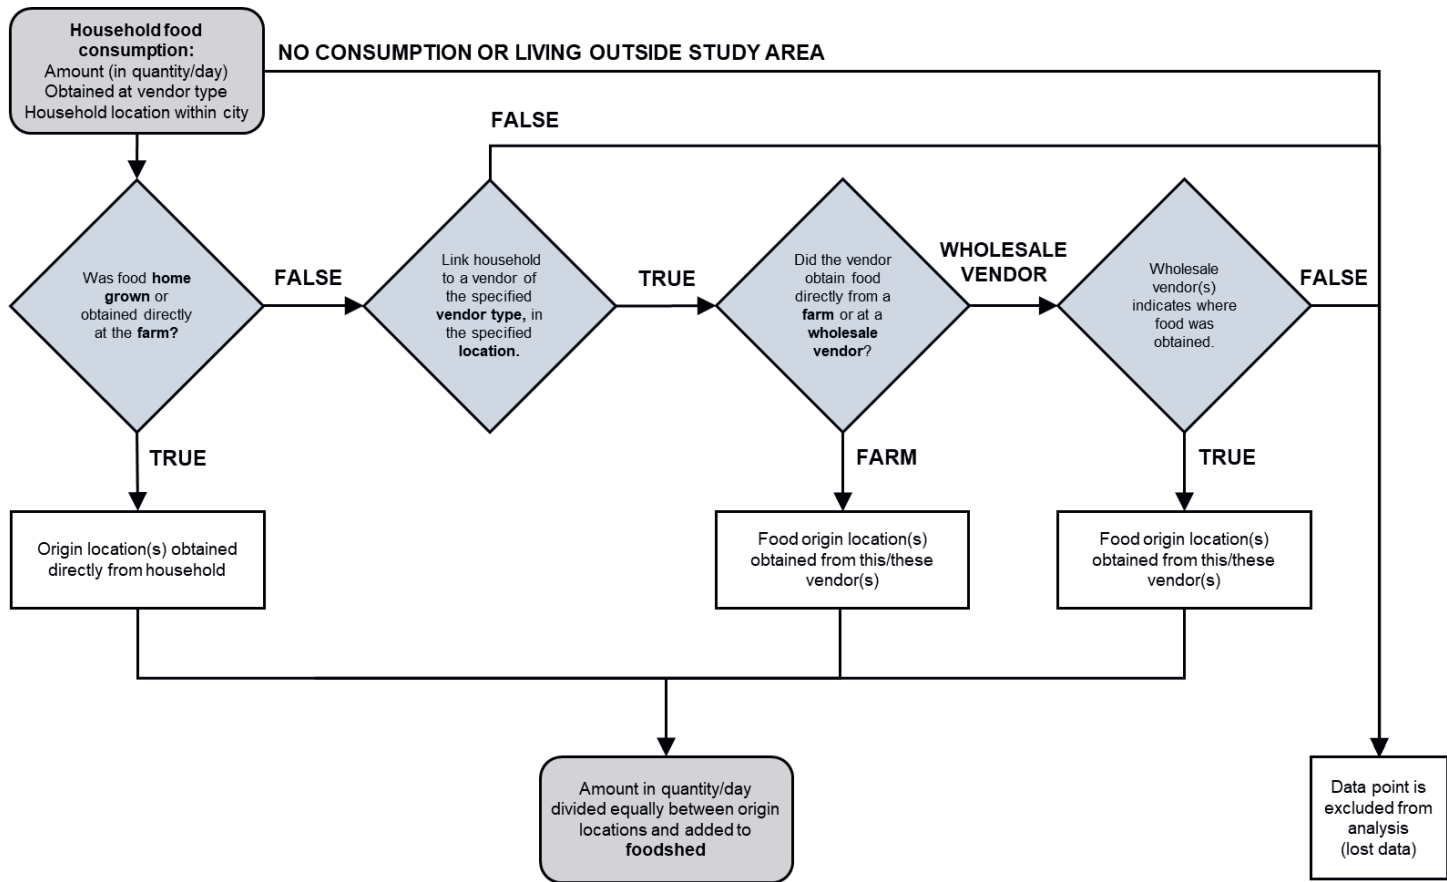 Household food
consumption:
Amount (in quantity/day)
Obtained at vendor type
Household location within city
NO CONSUMPTION OR LIVING OUTSIDE STUDY AREA
FALSE
Was food home
grown or
obtained directly
at the farm?
FALSE
Link household
to a vendor of
the specified
vendor type, in
the specified
location.
TRUE
Did the vendor
obtain food
directly from a
farm or at a
wholesale
vendor?
WHOLESALE
VENDOR
Wholesale
vendor(s)
indicates where
food was
obtained.
FALSE
TRUE
FARM
TRUE
Origin location(s) obtained
directly from household
Food origin location(s)
obtained from this/these
vendor(s)
Food origin location(s)
obtained from this/these
vendor(s)
Amount in quantity/day
divided equally between origin
locations and added to
foodshed
Data point is
excluded from
analysis
(lost data)